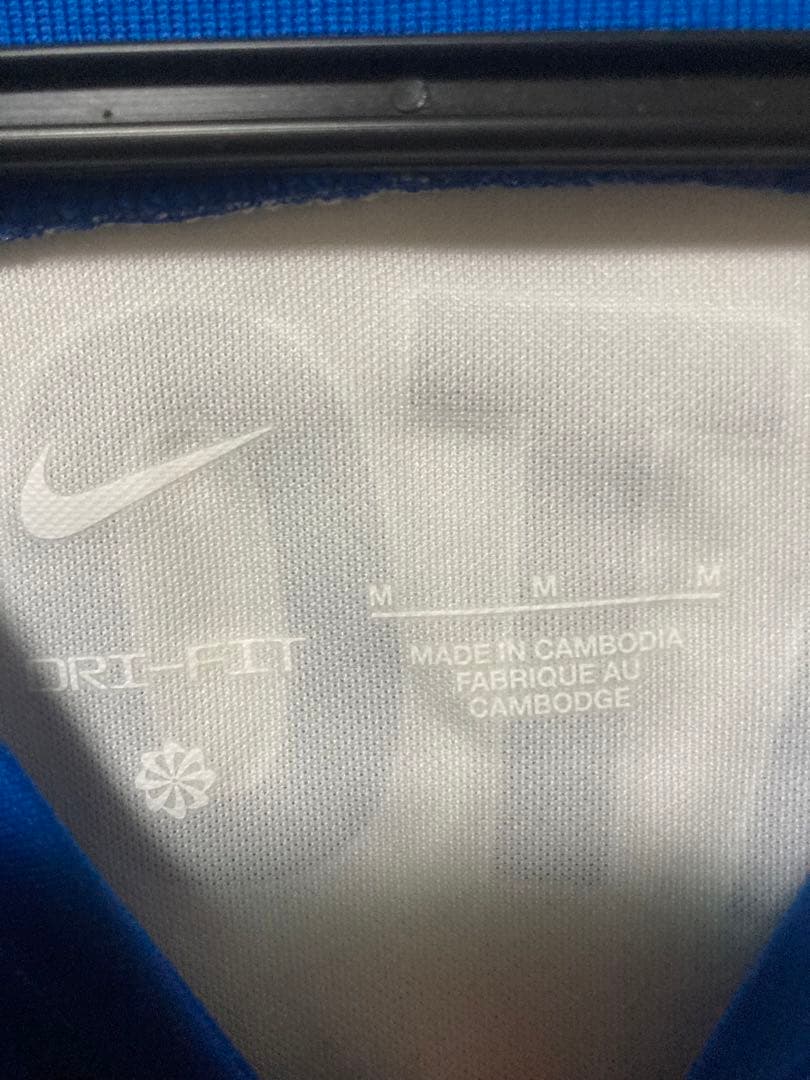 DRI-FIT
M M M
MADE IN CAMBODIA
FABRIQUE AU
CAMBODGE